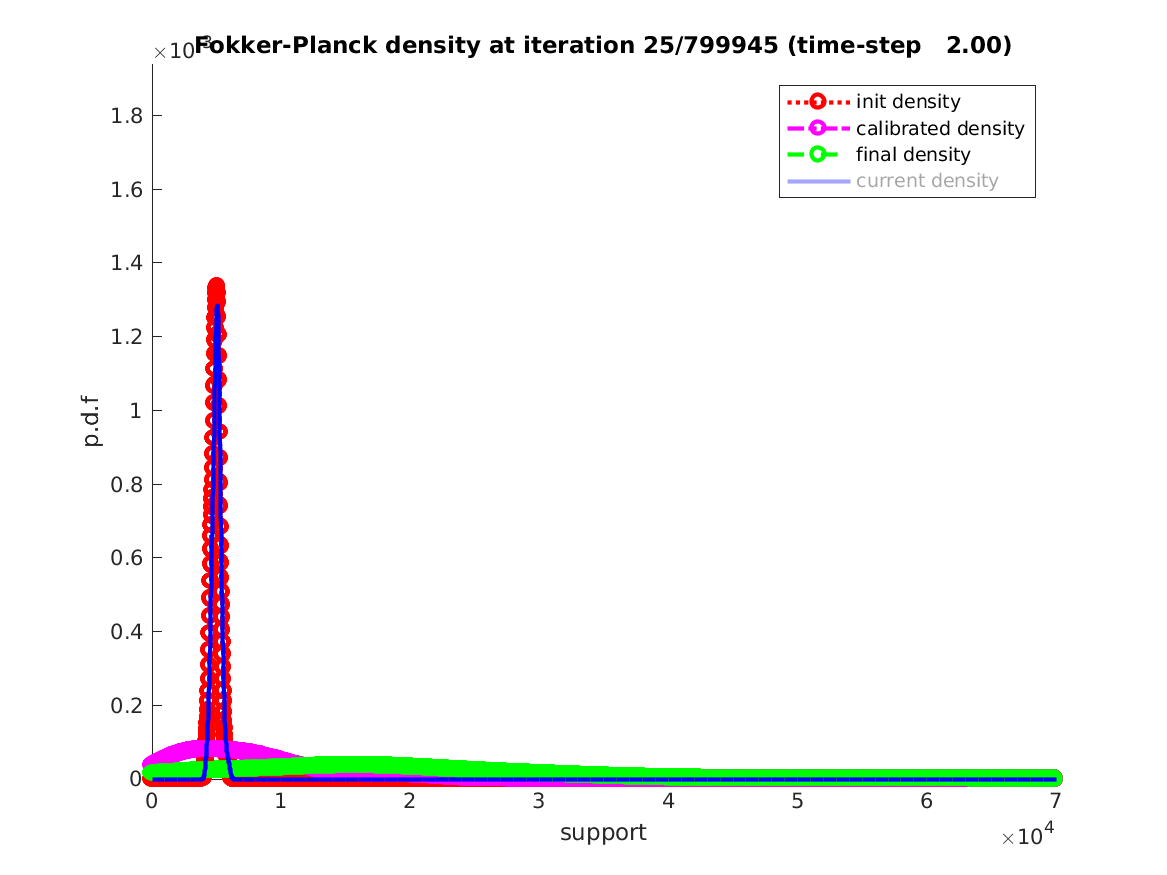 ×10⁻³
Fokker-Planck density at iteration 25/799945 (time-step   2.00)
init density
calibrated density
final density
current density
1.8
1.6
1.4
1.2
1
0.8
0.6
0.4
0.2
0
p.d.f
0 1 2 3 4 5 6 7
support
×10⁴